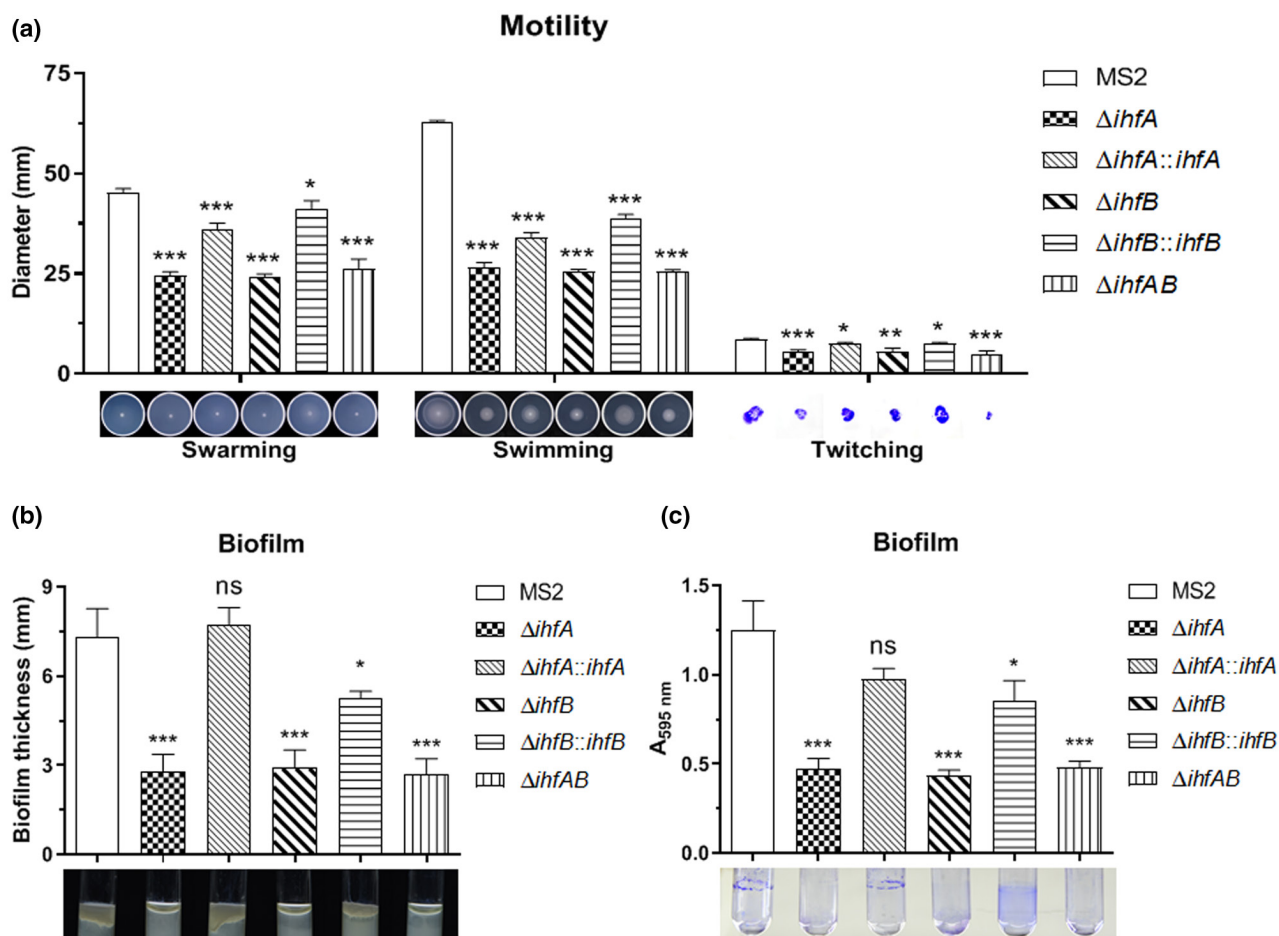 (a)
Motility
75
50
25
0
Diameter (mm)
***
***
***
*
***
***
***
***
***
***
***
*
**
*
***
Swarming
Swimming
Twitching
MS2
ΔihfA
ΔihfA::ihfA
ΔihfB
ΔihfB::ihfB
ΔihfAB
(b)
Biofilm
9
6
3
0
Biofilm thickness (mm)
***
ns
***
*
***
MS2
ΔihfA
ΔihfA::ihfA
ΔihfB
ΔihfB::ihfB
ΔihfAB
(c)
Biofilm
1.5
1.0
0.5
0.0
A595 nm
***
ns
***
*
***
MS2
ΔihfA
ΔihfA::ihfA
ΔihfB
ΔihfB::ihfB
ΔihfAB